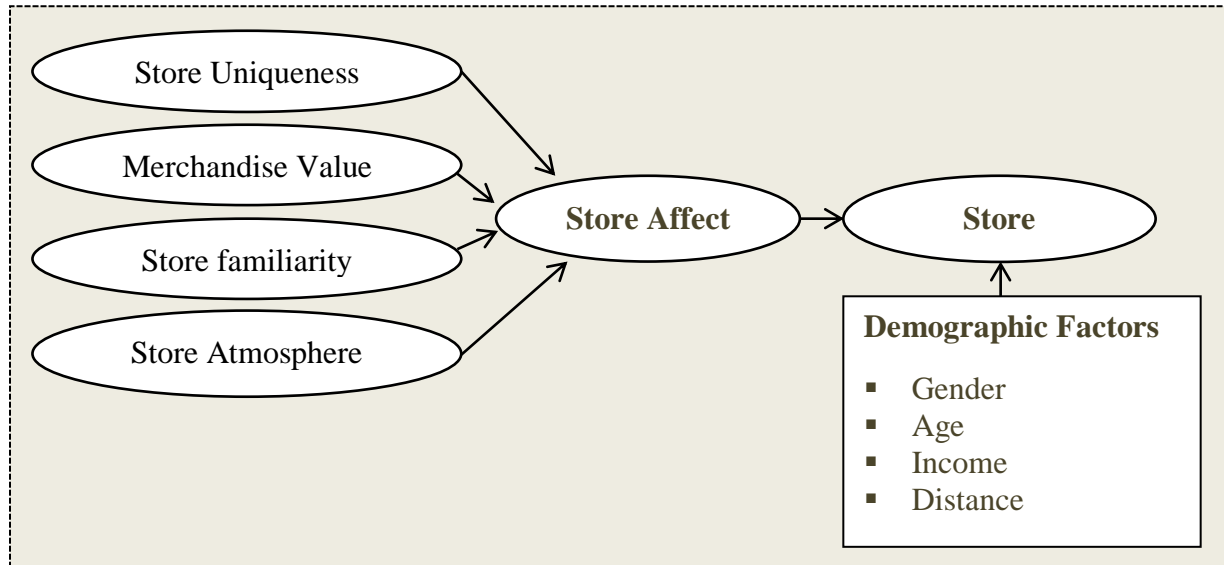 Store Uniqueness
Merchandise Value
Store familiarity
Store Atmosphere
Store Affect
Store
Demographic Factors
▪ Gender
▪ Age
▪ Income
▪ Distance